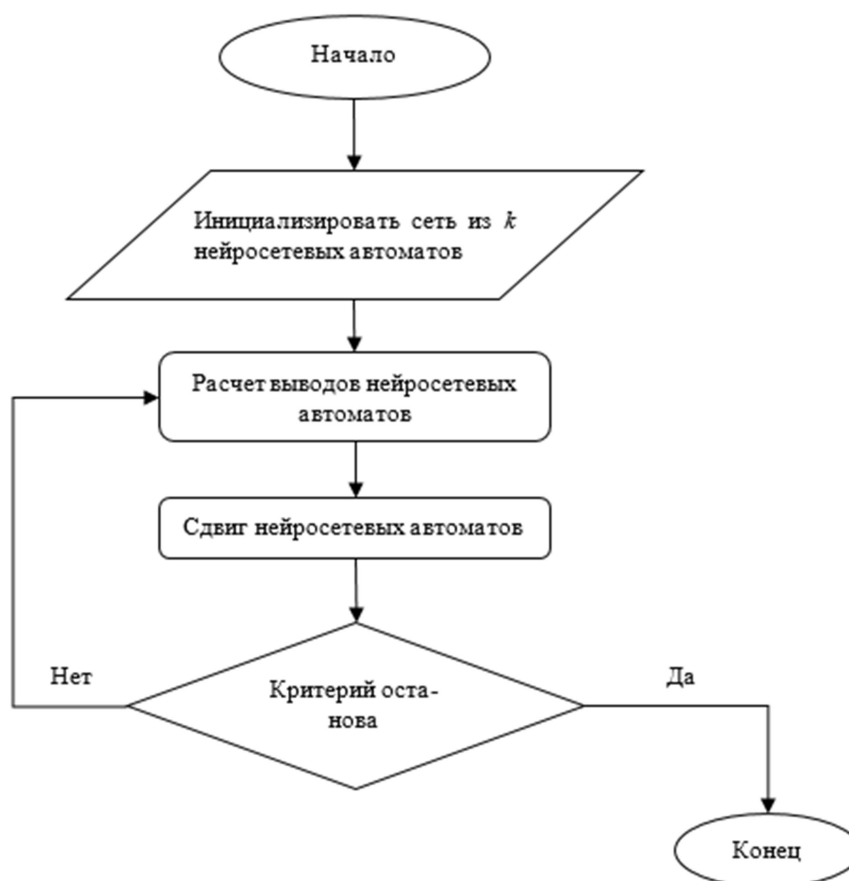 Начало
Инициализировать сеть из k
нейросетевых автоматов
Расчет выводов нейросетевых
автоматов
Сдвиг нейросетевых автоматов
Критерий оста-
нова
Нет
Да
Конец